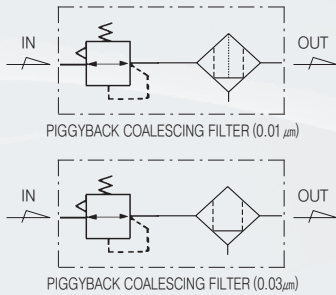 IN OUT
PIGGYBACK COALESCING FILTER (0.01 ㎛)
IN OUT
PIGGYBACK COALESCING FILTER (0.03㎛)